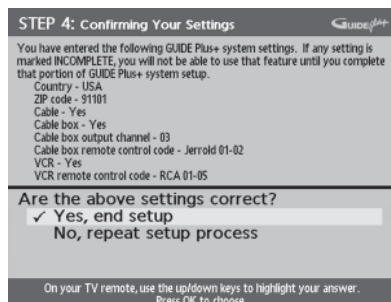 STEP 4: Confirming Your Settings
GUIDEplus+
You have entered the following GUIDE Plus+ system settings. If any setting is
marked INCOMPLETE, you will not be able to use that feature until you complete
that portion of GUIDE Plus+ system setup.
Country - USA
ZIP code - 91101
Cable - Yes
Cable box - Yes
Cable box output channel - 03
Cable box remote control code - Jerrold 01-02
VCR - Yes
VCR remote control code - RCA 01-05
Are the above settings correct?
✓ Yes, end setup
No, repeat setup process
On your TV remote, use the up/down keys to highlight your answer.
Press OK to choose.